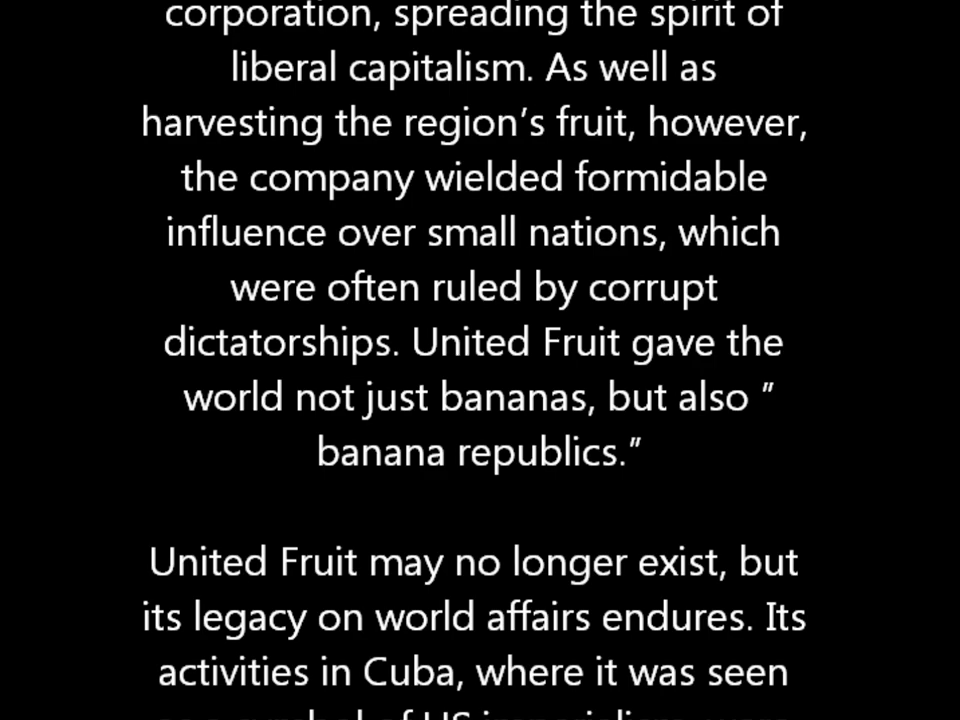 corporation, spreading the spirit of
liberal capitalism. As well as
harvesting the region’s fruit, however,
the company wielded formidable
influence over small nations, which
were often ruled by corrupt
dictatorships. United Fruit gave the
world not just bananas, but also ”
banana republics.”
United Fruit may no longer exist, but
its legacy on world affairs endures. Its
activities in Cuba, where it was seen